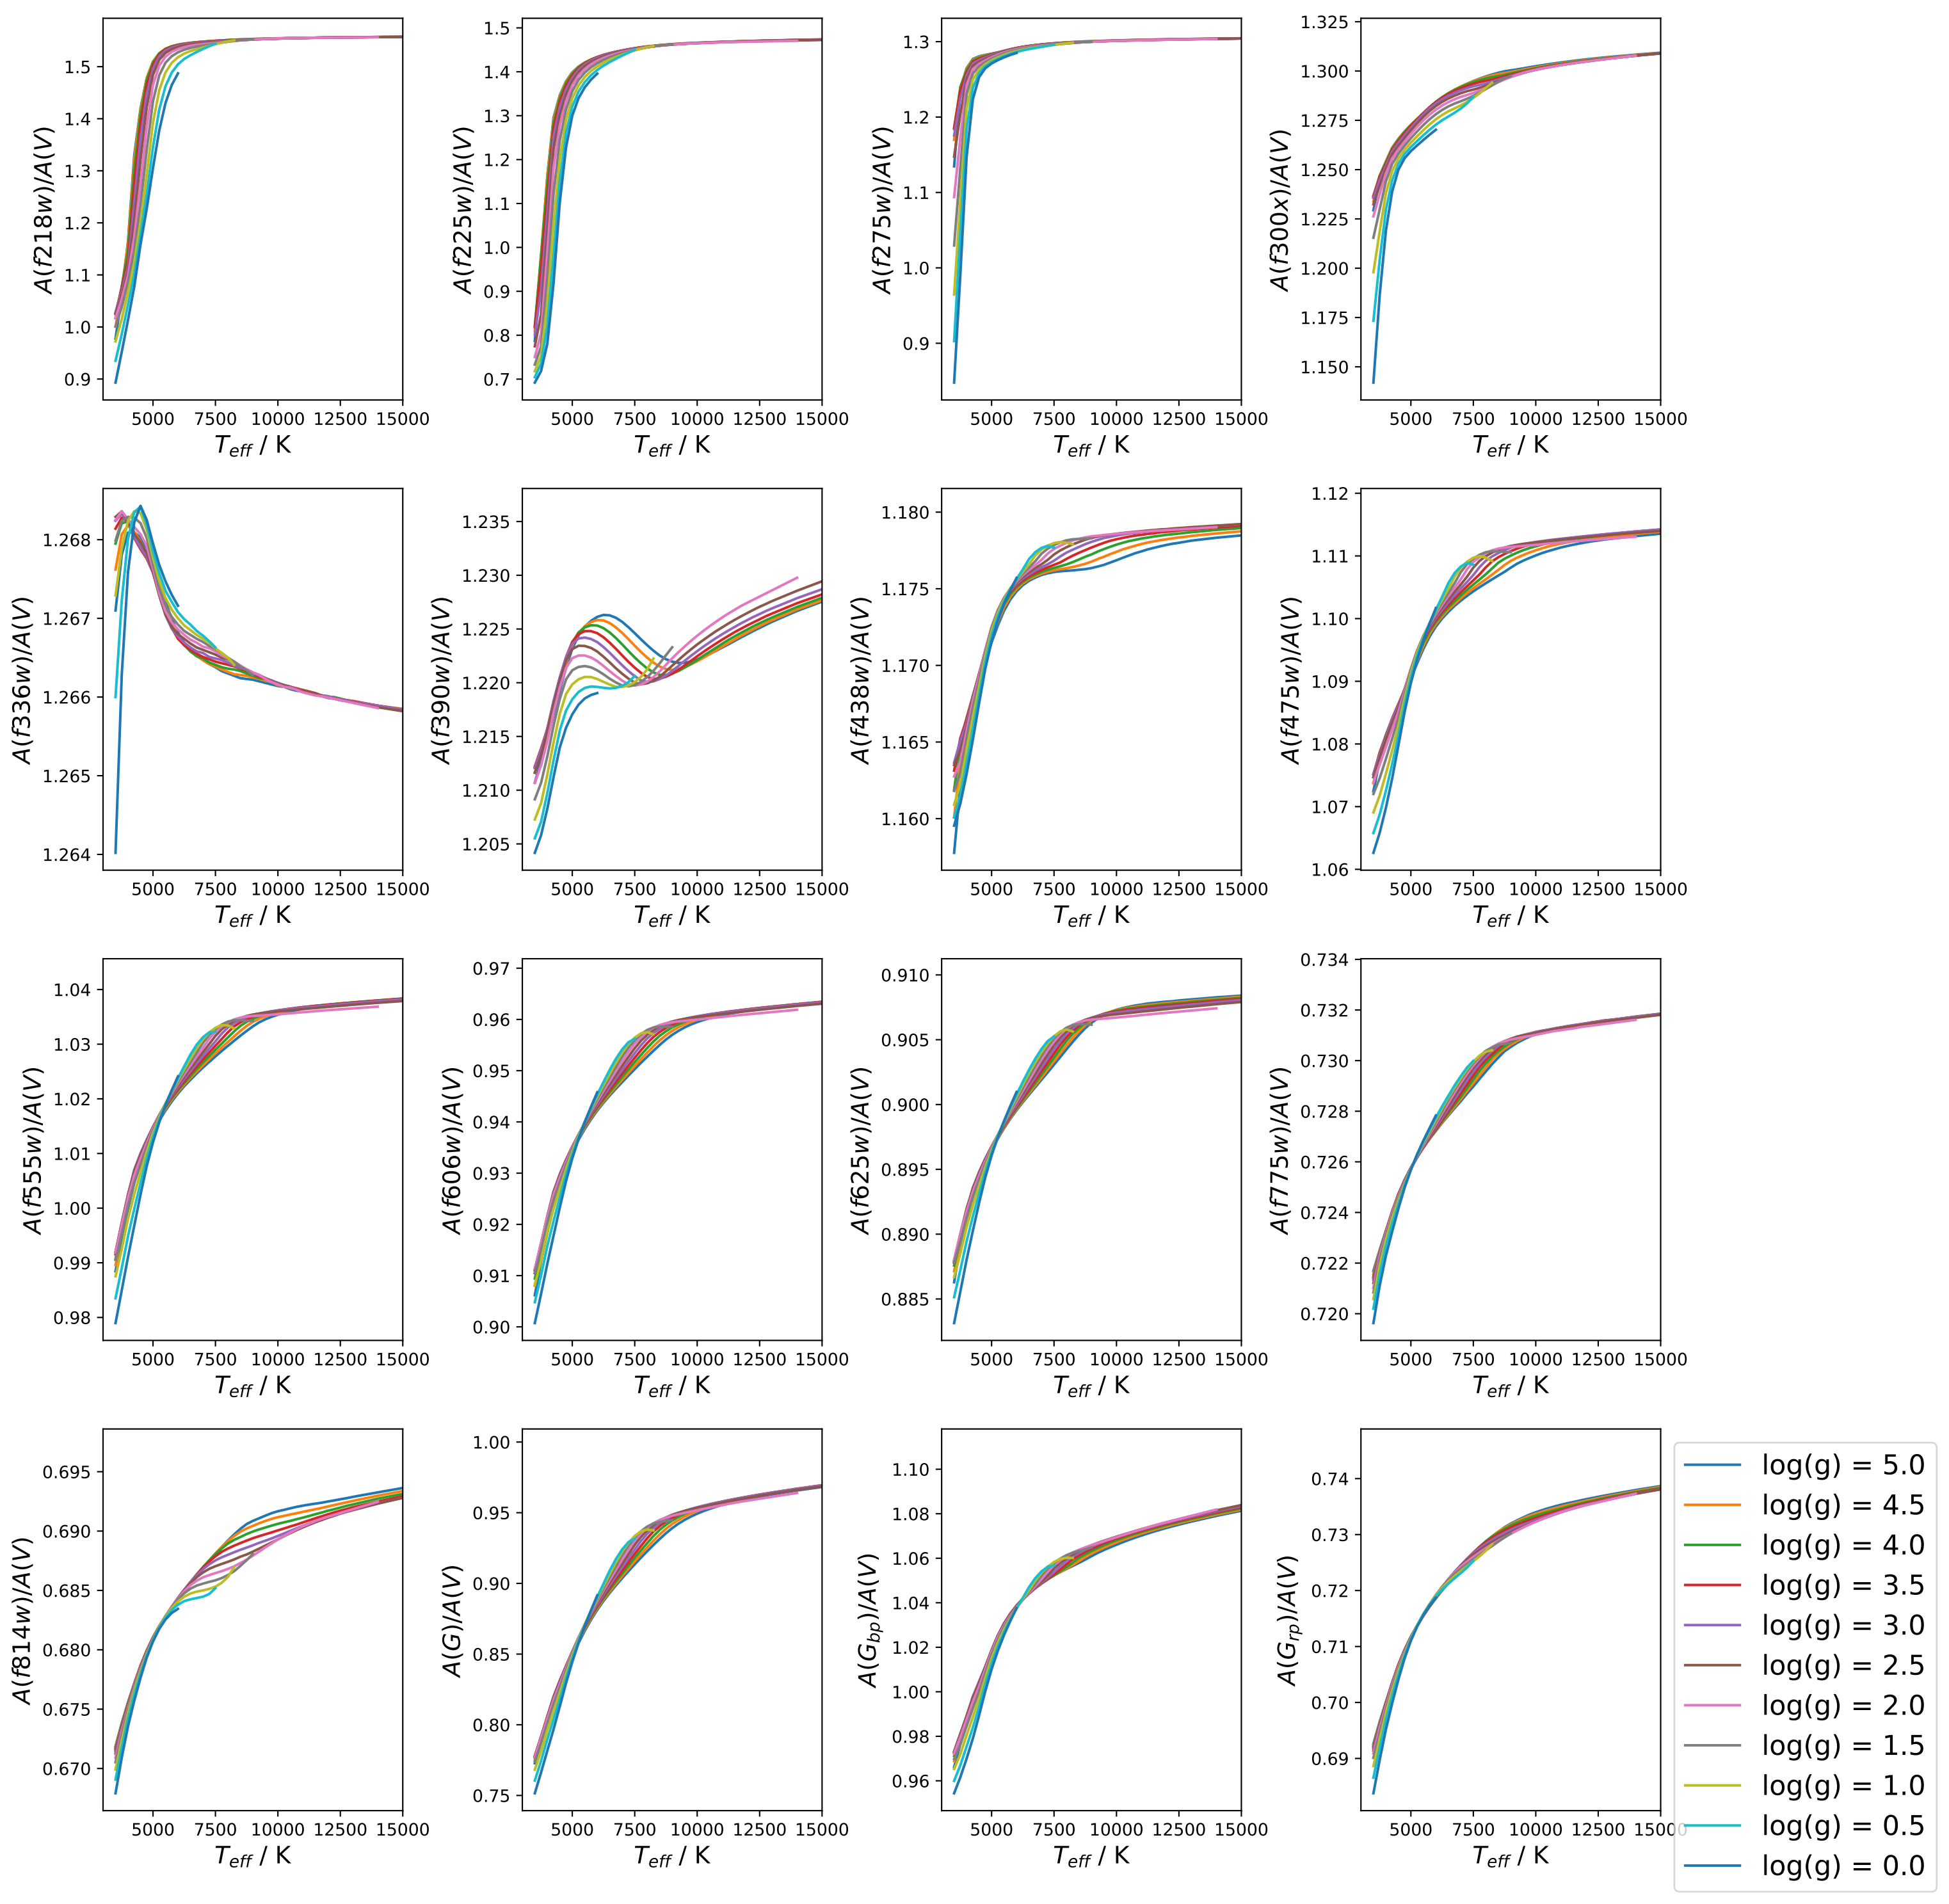 A(f218w)/A(V)
1.5
1.4
1.3
1.2
1.1
1.0
0.9
5000 7500 10000 12500 15000
T_eff / K
A(f225w)/A(V)
1.5
1.4
1.3
1.2
1.1
1.0
0.9
0.8
0.7
5000 7500 10000 12500 15000
T_eff / K
A(f275w)/A(V)
1.3
1.2
1.1
1.0
0.9
5000 7500 10000 12500 15000
T_eff / K
A(f300x)/A(V)
1.325
1.300
1.275
1.250
1.225
1.200
1.175
1.150
5000 7500 10000 12500 15000
T_eff / K
A(f336w)/A(V)
1.268
1.267
1.266
1.265
1.264
5000 7500 10000 12500 15000
T_eff / K
A(f390w)/A(V)
1.235
1.230
1.225
1.220
1.215
1.210
1.205
5000 7500 10000 12500 15000
T_eff / K
A(f438w)/A(V)
1.180
1.175
1.170
1.165
1.160
5000 7500 10000 12500 15000
T_eff / K
A(f475w)/A(V)
1.12
1.11
1.10
1.09
1.08
1.07
1.06
5000 7500 10000 12500 15000
T_eff / K
A(f555w)/A(V)
1.04
1.03
1.02
1.01
1.00
0.99
0.98
5000 7500 10000 12500 15000
T_eff / K
A(f606w)/A(V)
0.97
0.96
0.95
0.94
0.93
0.92
0.91
0.90
5000 7500 10000 12500 15000
T_eff / K
A(f625w)/A(V)
0.910
0.905
0.900
0.895
0.890
0.885
5000 7500 10000 12500 15000
T_eff / K
A(f775w)/A(V)
0.734
0.732
0.730
0.728
0.726
0.724
0.722
0.720
5000 7500 10000 12500 15000
T_eff / K
A(f814w)/A(V)
0.695
0.690
0.685
0.680
0.675
0.670
5000 7500 10000 12500 15000
T_eff / K
A(G)/A(V)
1.00
0.95
0.90
0.85
0.80
0.75
5000 7500 10000 12500 15000
T_eff / K
A(G_bp)/A(V)
1.10
1.08
1.06
1.04
1.02
1.00
0.98
0.96
5000 7500 10000 12500 15000
T_eff / K
A(G_rp)/A(V)
0.74
0.73
0.72
0.71
0.70
0.69
5000 7500 10000 12500 15000
T_eff / K
log(g) = 5.0
log(g) = 4.5
log(g) = 4.0
log(g) = 3.5
log(g) = 3.0
log(g) = 2.5
log(g) = 2.0
log(g) = 1.5
log(g) = 1.0
log(g) = 0.5
log(g) = 0.0